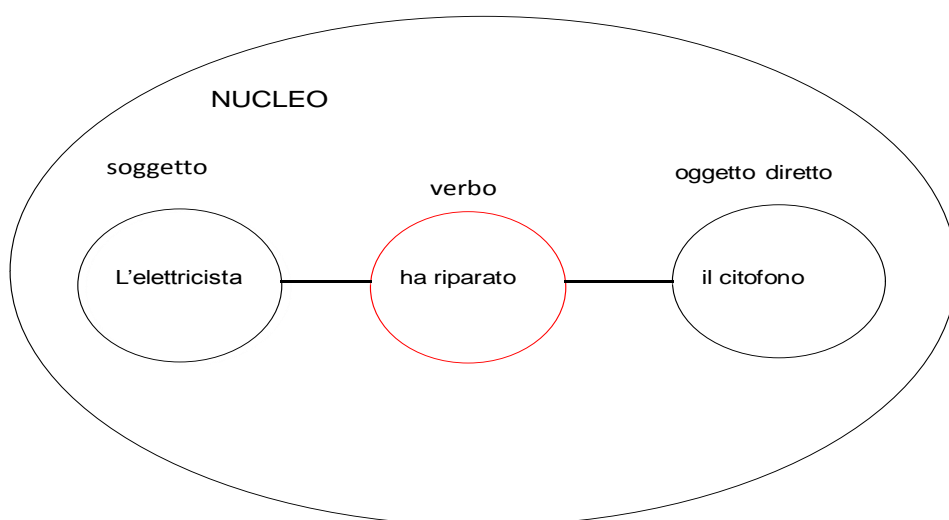 NUCLEO
soggetto
verbo
oggetto diretto
L'elettricista
ha riparato
il citofono